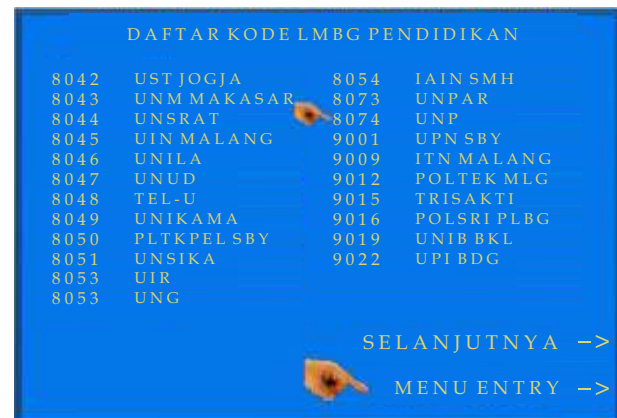 DAFTAR KODE LMBG PENDIDIKAN
8042 UST JOGJA 8054 IAIN SMH
8043 UNM MAKASAR 8073 UNPAR
8044 UNSRAT 8074 UNP
8045 UIN MALANG 9001 UPN SBY
8046 UNILA 9009 ITN MALANG
8047 UNUD 9012 POLTEK MLG
8048 TEL-U 9015 TRISAKTI
8049 UNIKAMA 9016 POLSRI PLBG
8050 PLTKPEL SBY 9019 UNIB BKL
8051 UNSIKA 9022 UPI BDG
8053 UIR
8053 UNG
SELANJUTNYA –>
MENU ENTRY –>